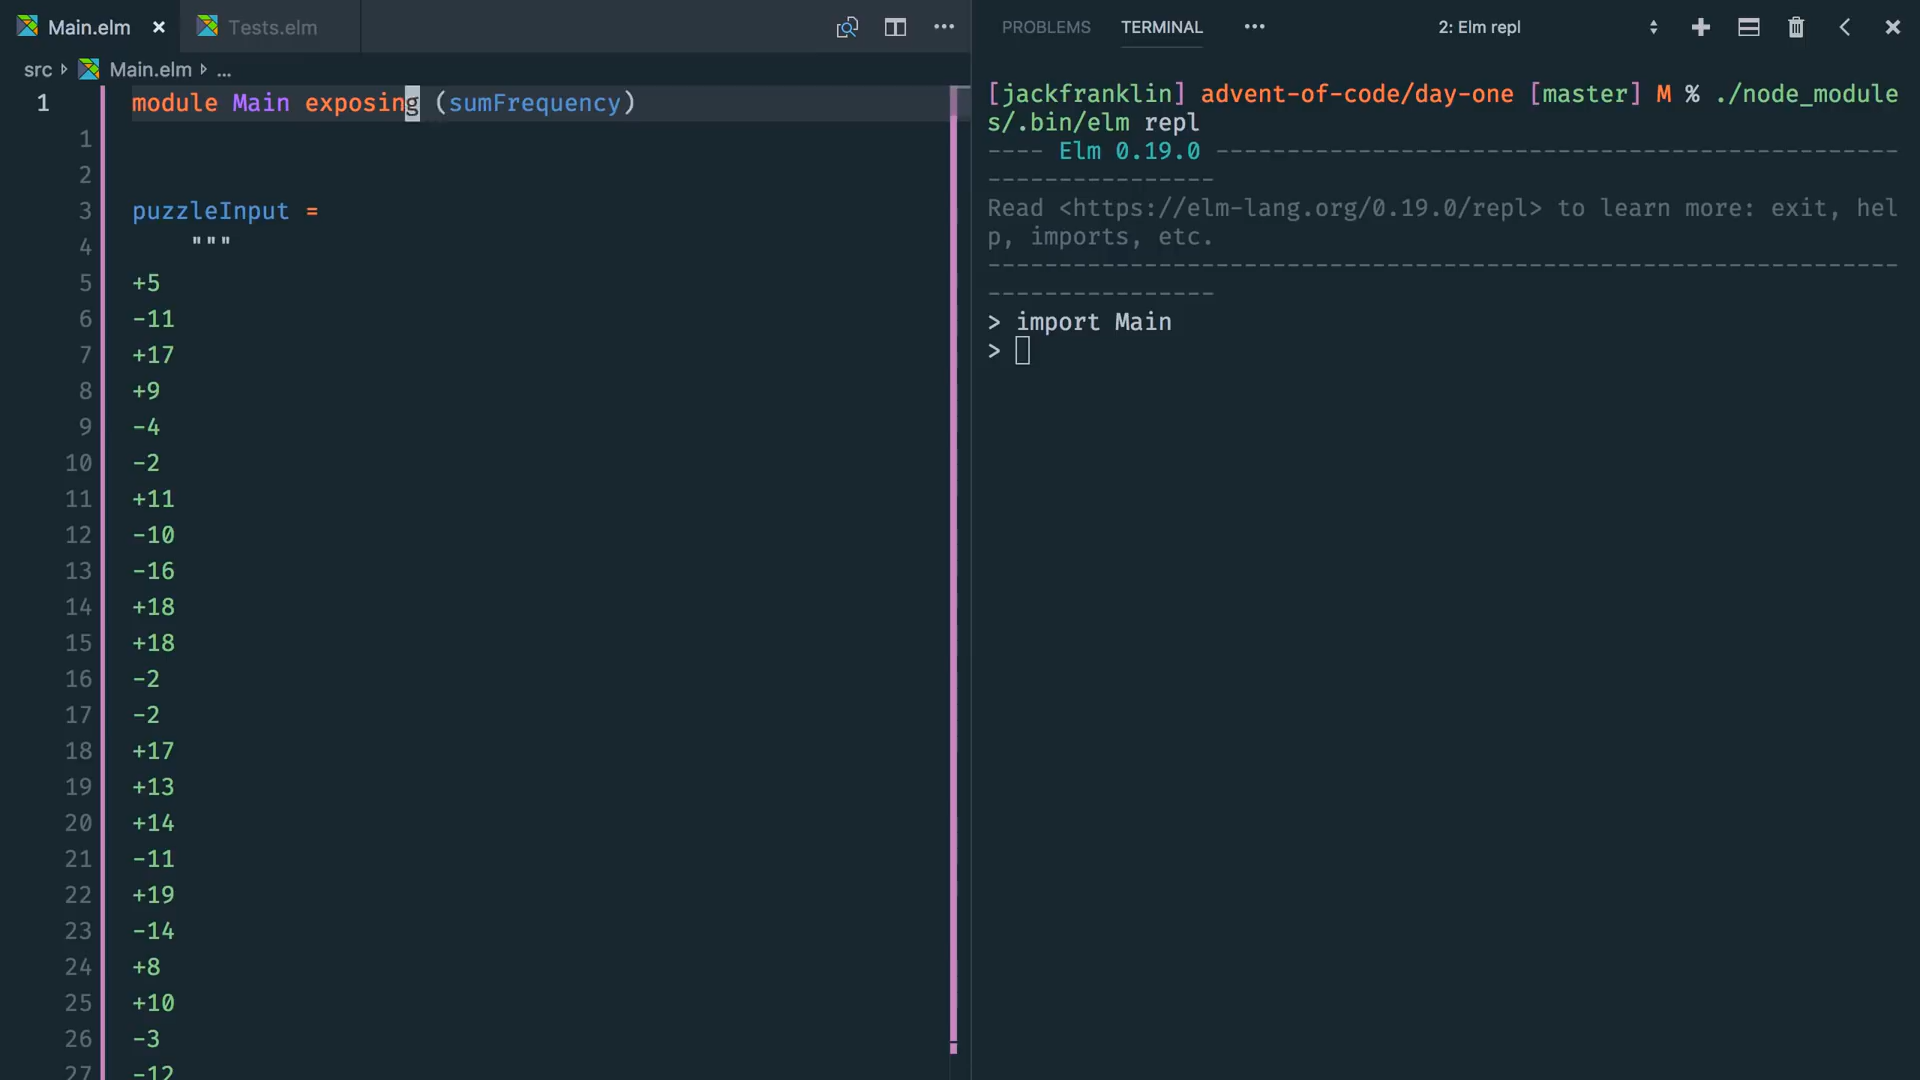 Main.elm
Tests.elm
src Main.elm ...
1 module Main exposing (sumFrequency)
1
2
3 puzzleInput =
4 """
5 +5
6 -11
7 +17
8 +9
9 -4
10 -2
11 +11
12 -10
13 -16
14 +18
15 +18
16 -2
17 -2
18 +17
19 +13
20 +14
21 -11
22 +19
23 -14
24 +8
25 +10
26 -3
27 -12
PROBLEMS TERMINAL 2: Elm repl
[jackfranklin] advent-of-code/day-one [master] M % ./node_module
s/.bin/elm repl
---- Elm 0.19.0 ------------------------------------------------
----------------
Read <https://elm-lang.org/0.19.0/repl> to learn more: exit, hel
p, imports, etc.
----------------------------------------------------------------
----------------
> import Main
>